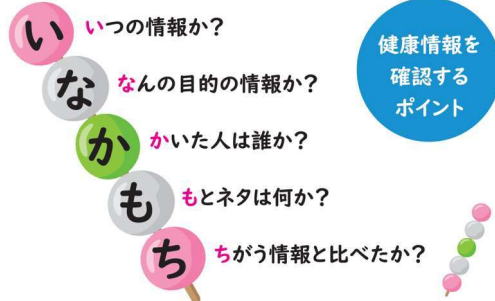 い いつの情報か?
な なんの目的の情報か?
か かいた人は誰か?
も もとネタは何か?
ち ちがう情報と比べたか?
健康情報を
確認する
ポイント